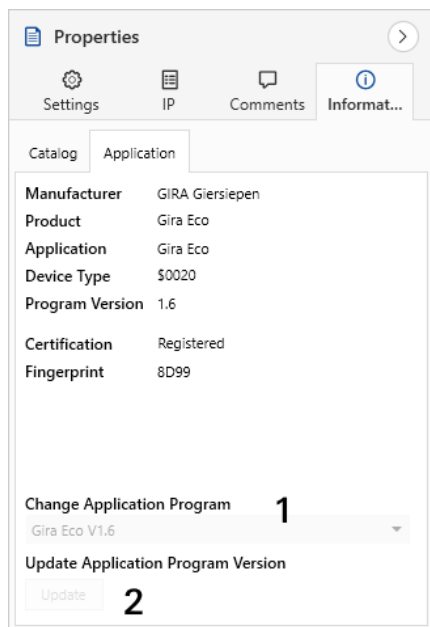 Properties
Settings IP Comments Informat...
Catalog Application
Manufacturer GIRA Giersiepen
Product Gira Eco
Application Gira Eco
Device Type $0020
Program Version 1.6
Certification Registered
Fingerprint 8D99
Change Application Program 1
Gira Eco V1.6
Update Application Program Version
Update 2